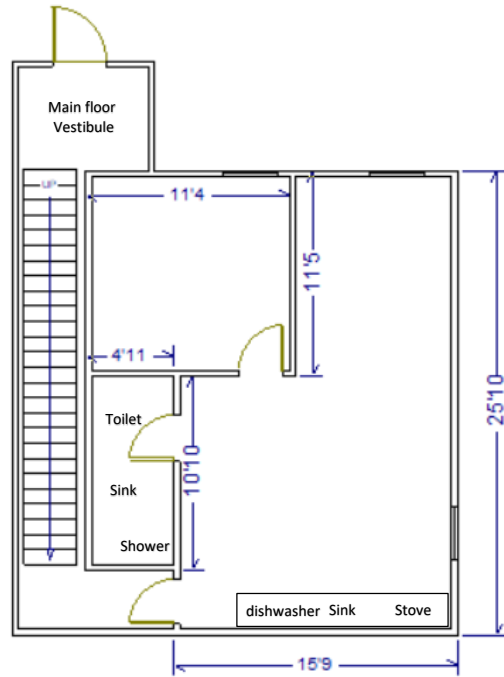 Main floor
Vestibule
UP
11'4
11'5
4'11
25'10
Toilet
10'10
Sink
Shower
dishwasher Sink Stove
15'9